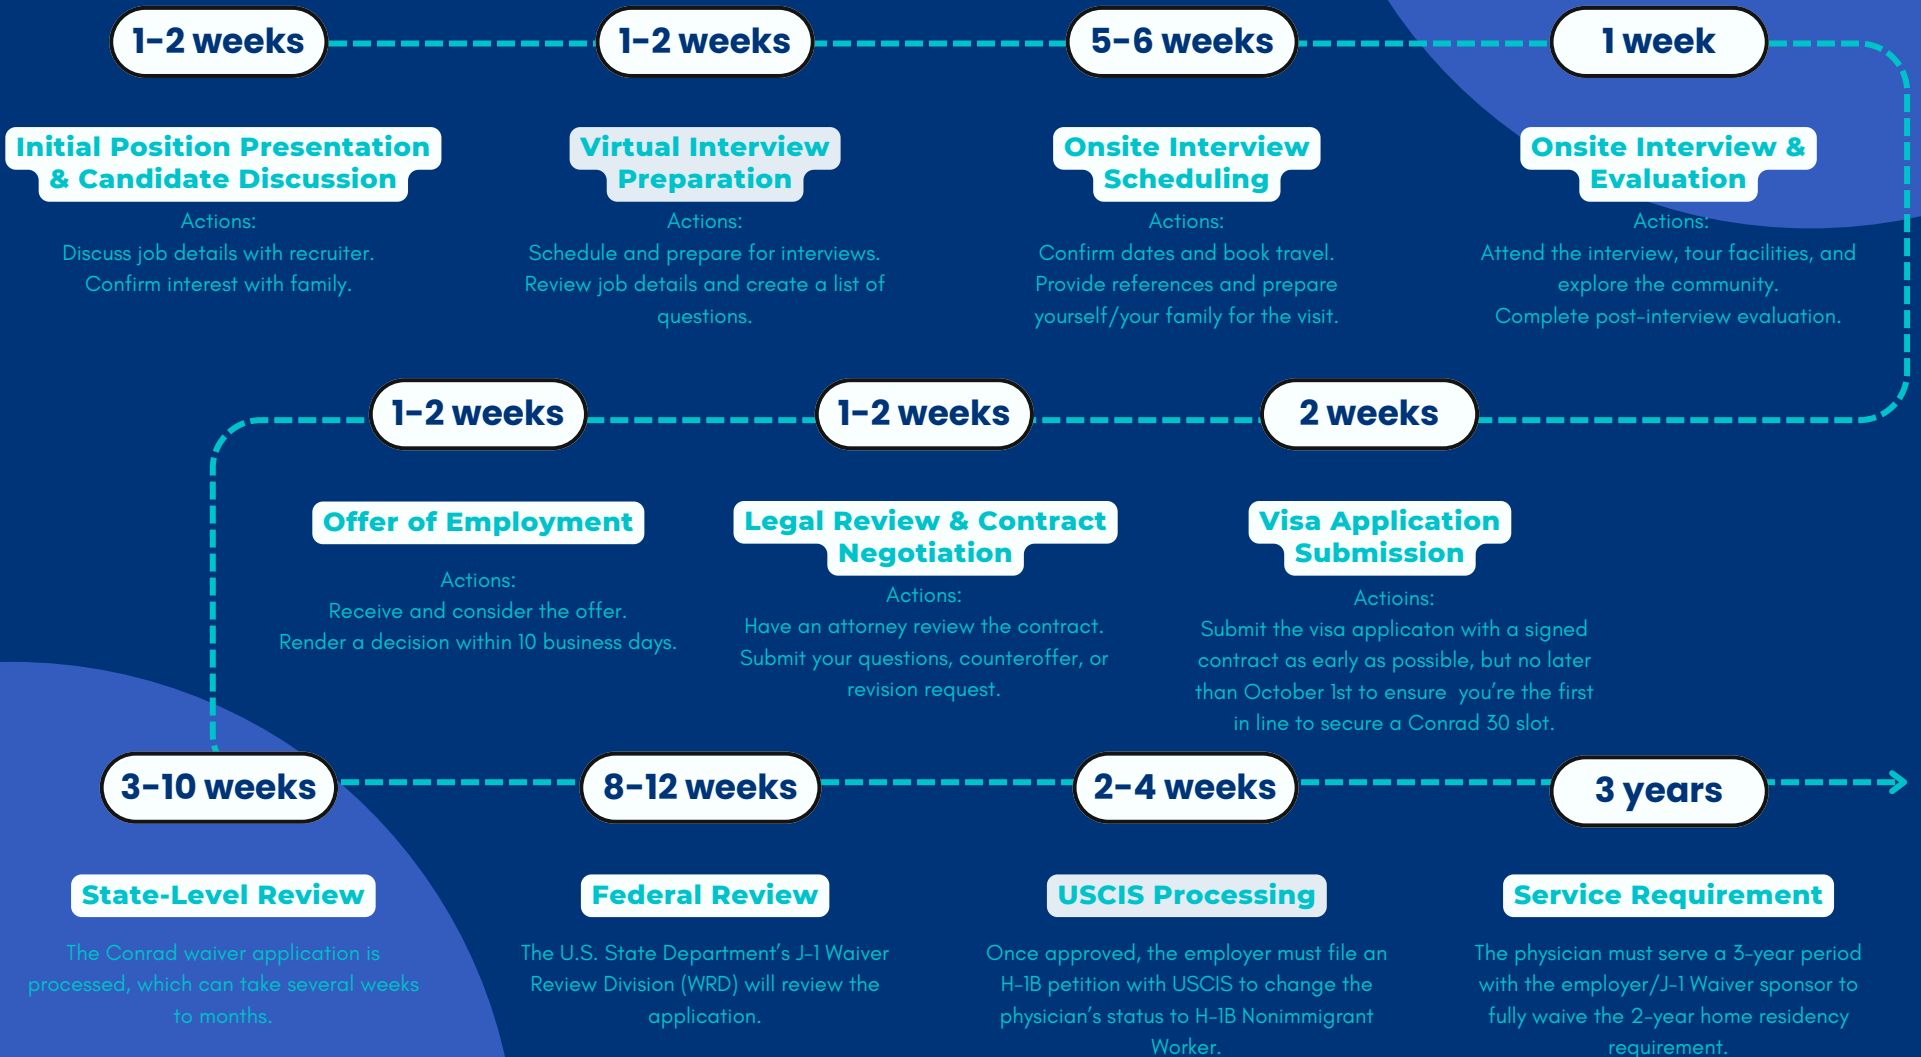 1-2 weeks
Initial Position Presentation
& Candidate Discussion
Actions:
Discuss job details with recruiter.
Confirm interest with family.
1-2 weeks
Virtual Interview
Preparation
Actions:
Schedule and prepare for interviews.
Review job details and create a list of
questions.
5-6 weeks
Onsite Interview
Scheduling
Actions:
Confirm dates and book travel.
Provide references and prepare
yourself/your family for the visit.
1 week
Onsite Interview &
Evaluation
Actions:
Attend the interview, tour facilities, and
explore the community.
Complete post-interview evaluation.
1-2 weeks
Offer of Employment
Actions:
Receive and consider the offer.
Render a decision within 10 business days.
1-2 weeks
Legal Review & Contract
Negotiation
Actions:
Have an attorney review the contract.
Submit your questions, counteroffer, or
revision request.
2 weeks
Visa Application
Submission
Actioins:
Submit the visa applicaton with a signed
contract as early as possible, but no later
than October 1st to ensure you're the first
in line to secure a Conrad 30 slot.
3-10 weeks
State-Level Review
The Conrad waiver application is
processed, which can take several weeks
to months.
8-12 weeks
Federal Review
The U.S. State Department's J-1 Waiver
Review Division (WRD) will review the
application.
2-4 weeks
USCIS Processing
Once approved, the employer must file an
H-1B petition with USCIS to change the
physician's status to H-1B Nonimmigrant
Worker.
3 years
Service Requirement
The physician must serve a 3-year period
with the employer/J-1 Waiver sponsor to
fully waive the 2-year home residency
requirement.